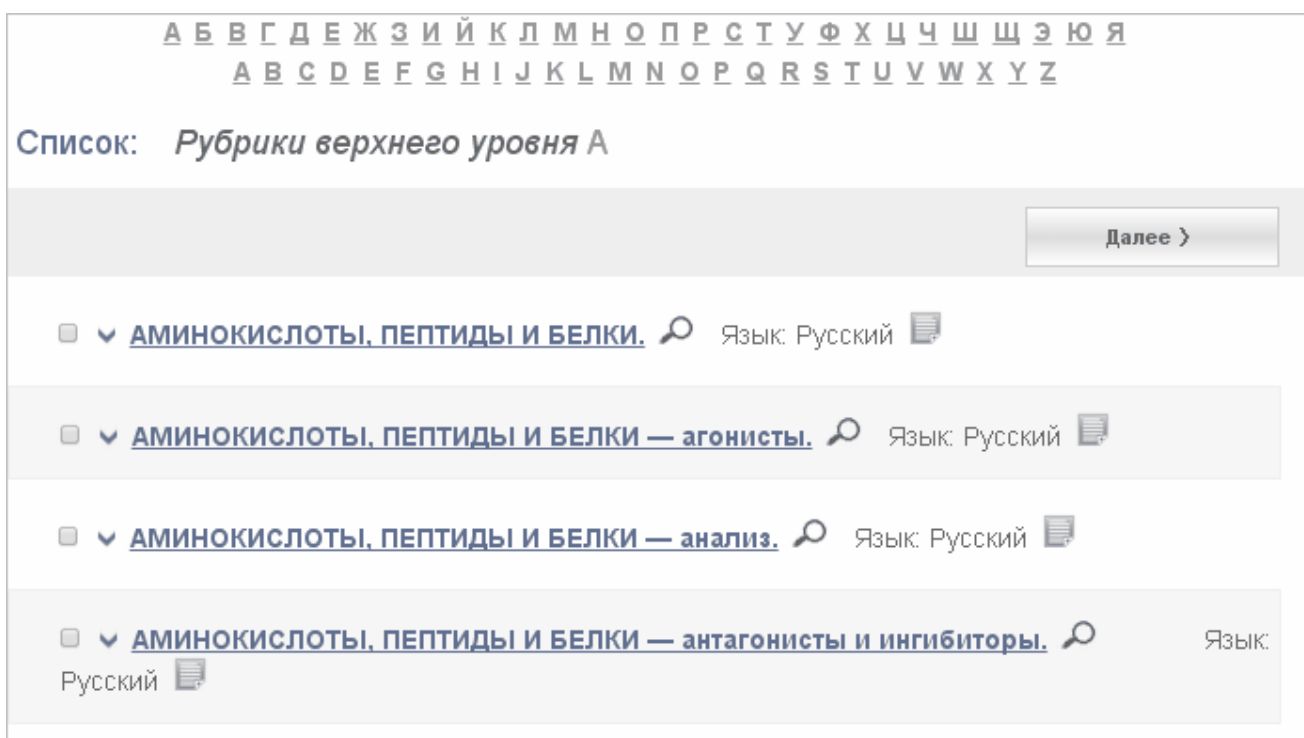 А Б В Г Д Е Ж З И Й К Л М Н О П Р С Т У Ф Х Ц Ч Ш Щ Э Ю Я
A B C D E F G H I J K L M N O P Q R S T U V W X Y Z
Список: Рубрики верхнего уровня А
Далее ❭
АМИНОКИСЛОТЫ, ПЕПТИДЫ И БЕЛКИ. Язык: Русский
АМИНОКИСЛОТЫ, ПЕПТИДЫ И БЕЛКИ — агонисты. Язык: Русский
АМИНОКИСЛОТЫ, ПЕПТИДЫ И БЕЛКИ — анализ. Язык: Русский
АМИНОКИСЛОТЫ, ПЕПТИДЫ И БЕЛКИ — антагонисты и ингибиторы. Язык:
Русский